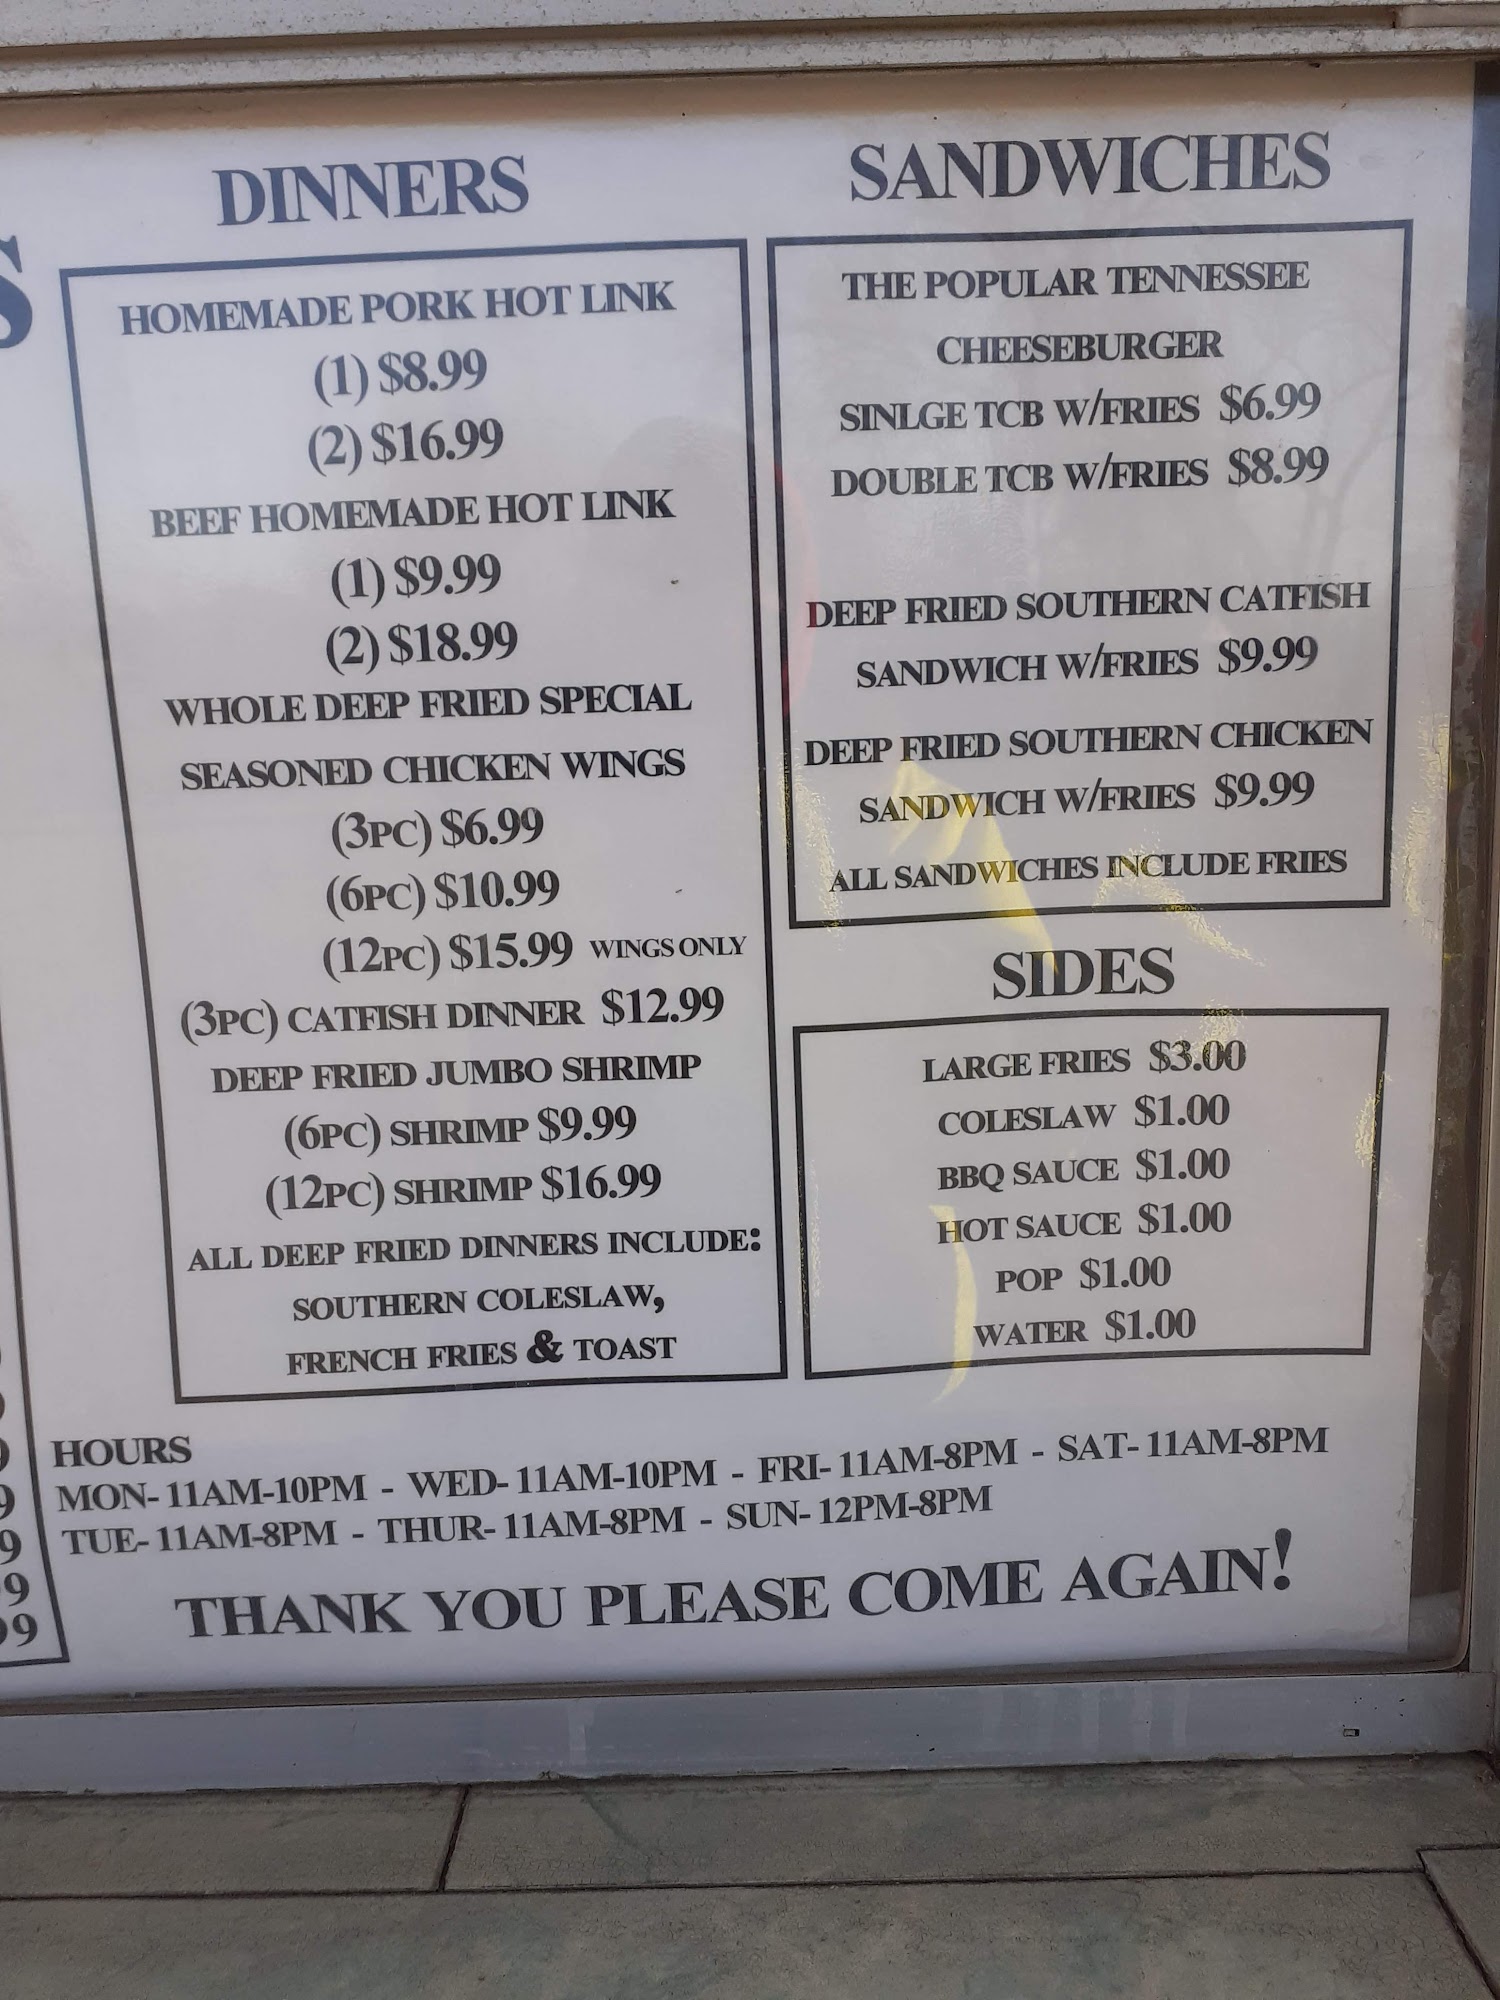 DINNERS
HOMEMADE PORK HOT LINK
(1) $8.99
(2) $16.99
BEEF HOMEMADE HOT LINK
(1) $9.99
(2) $18.99
WHOLE DEEP FRIED SPECIAL
SEASONED CHICKEN WINGS
(3PC) $6.99
(6PC) $10.99
(12PC) $15.99 WINGS ONLY
(3PC) CATFISH DINNER $12.99
DEEP FRIED JUMBO SHRIMP
(6PC) SHRIMP $9.99
(12PC) SHRIMP $16.99
ALL DEEP FRIED DINNERS INCLUDE:
SOUTHERN COLESLAW,
FRENCH FRIES & TOAST
SANDWICHES
THE POPULAR TENNESSEE
CHEESEBURGER
SINLGE TCB W/FRIES $6.99
DOUBLE TCB W/FRIES $8.99
DEEP FRIED SOUTHERN CATFISH
SANDWICH W/FRIES $9.99
DEEP FRIED SOUTHERN CHICKEN
SANDWICH W/FRIES $9.99
ALL SANDWICHES INCLUDE FRIES
SIDES
LARGE FRIES $3.00
COLESLAW $1.00
BBQ SAUCE $1.00
HOT SAUCE $1.00
POP $1.00
WATER $1.00
HOURS
MON- 11AM-10PM - WED- 11AM-10PM - FRI- 11AM-8PM - SAT- 11AM-8PM
TUE- 11AM-8PM - THUR- 11AM-8PM - SUN- 12PM-8PM
THANK YOU PLEASE COME AGAIN!